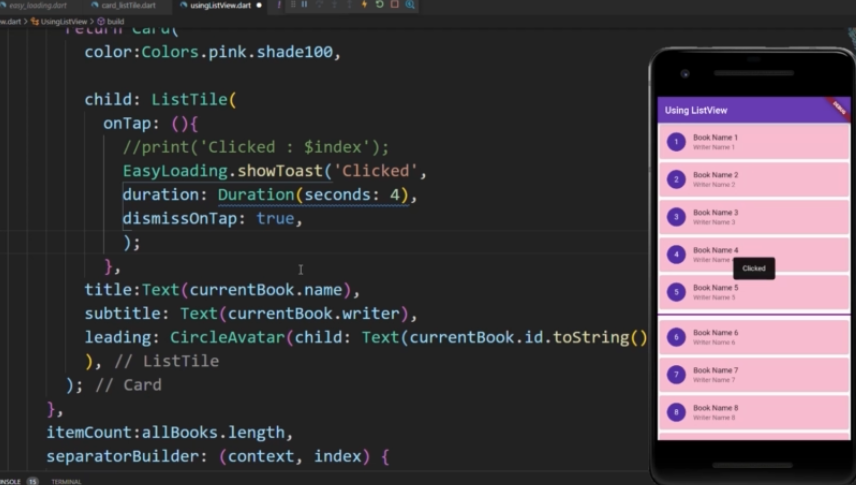 easy_loading.dart
card_listTile.dart
usingListView.dart
ew.dart > UsingListView > build
return Card(
color:Colors.pink.shade100,
child: ListTile(
onTap: (){
//print('Clicked : $index');
EasyLoading.showToast('Clicked',
duration: Duration(seconds: 4),
dismissOnTap: true,
);
},
title:Text(currentBook.name),
subtitle: Text(currentBook.writer),
leading: CircleAvatar(child: Text(currentBook.id.toString()
), // ListTile
); // Card
},
itemCount:allBooks.length,
separatorBuilder: (context, index) {
NSOLE 15 TERMINAL
Using ListView
DEBUG
1 Book Name 1
Writer Name 1
2 Book Name 2
Writer Name 2
3 Book Name 3
Writer Name 3
4 Book Name 4
Writer Name
Clicked
5 Book Name 5
Writer Name 5
6 Book Name 6
Writer Name 6
7 Book Name 7
Writer Name 7
8 Book Name 8
Writer Name 8